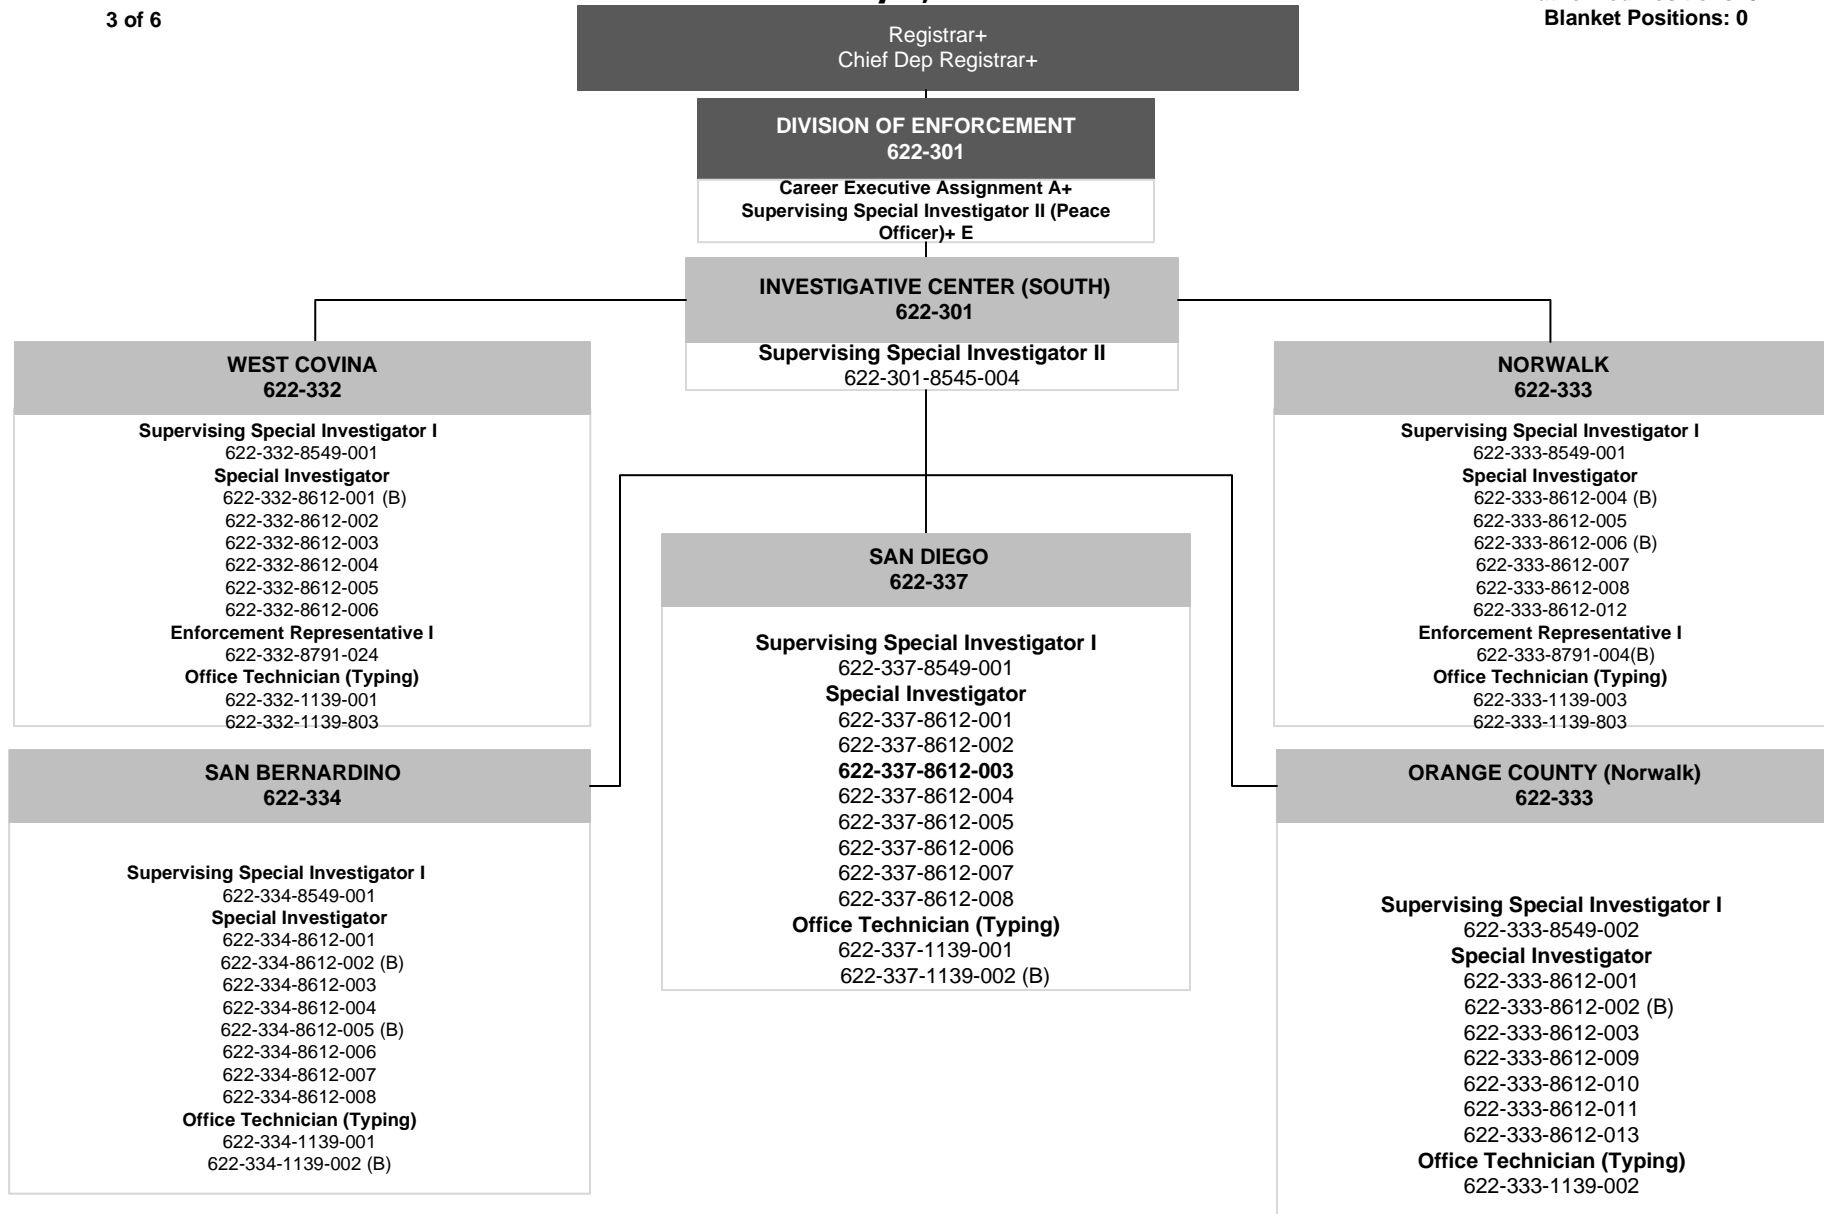 3 of 6
Blanket Positions: 0
Registrar+
Chief Dep Registrar+
DIVISION OF ENFORCEMENT
622-301
Career Executive Assignment A+
Supervising Special Investigator II (Peace
Officer)+ E
INVESTIGATIVE CENTER (SOUTH)
622-301
Supervising Special Investigator II
622-301-8545-004
WEST COVINA
622-332
Supervising Special Investigator I
622-332-8549-001
Special Investigator
622-332-8612-001 (B)
622-332-8612-002
622-332-8612-003
622-332-8612-004
622-332-8612-005
622-332-8612-006
Enforcement Representative I
622-332-8791-024
Office Technician (Typing)
622-332-1139-001
622-332-1139-803
NORWALK
622-333
Supervising Special Investigator I
622-333-8549-001
Special Investigator
622-333-8612-004 (B)
622-333-8612-005
622-333-8612-006 (B)
622-333-8612-007
622-333-8612-008
622-333-8612-012
Enforcement Representative I
622-333-8791-004(B)
Office Technician (Typing)
622-333-1139-003
622-333-1139-803
SAN DIEGO
622-337
Supervising Special Investigator I
622-337-8549-001
Special Investigator
622-337-8612-001
622-337-8612-002
622-337-8612-003
622-337-8612-004
622-337-8612-005
622-337-8612-006
622-337-8612-007
622-337-8612-008
Office Technician (Typing)
622-337-1139-001
622-337-1139-002 (B)
SAN BERNARDINO
622-334
Supervising Special Investigator I
622-334-8549-001
Special Investigator
622-334-8612-001
622-334-8612-002 (B)
622-334-8612-003
622-334-8612-004
622-334-8612-005 (B)
622-334-8612-006
622-334-8612-007
622-334-8612-008
Office Technician (Typing)
622-334-1139-001
622-334-1139-002 (B)
ORANGE COUNTY (Norwalk)
622-333
Supervising Special Investigator I
622-333-8549-002
Special Investigator
622-333-8612-001
622-333-8612-002 (B)
622-333-8612-003
622-333-8612-009
622-333-8612-010
622-333-8612-011
622-333-8612-013
Office Technician (Typing)
622-333-1139-002